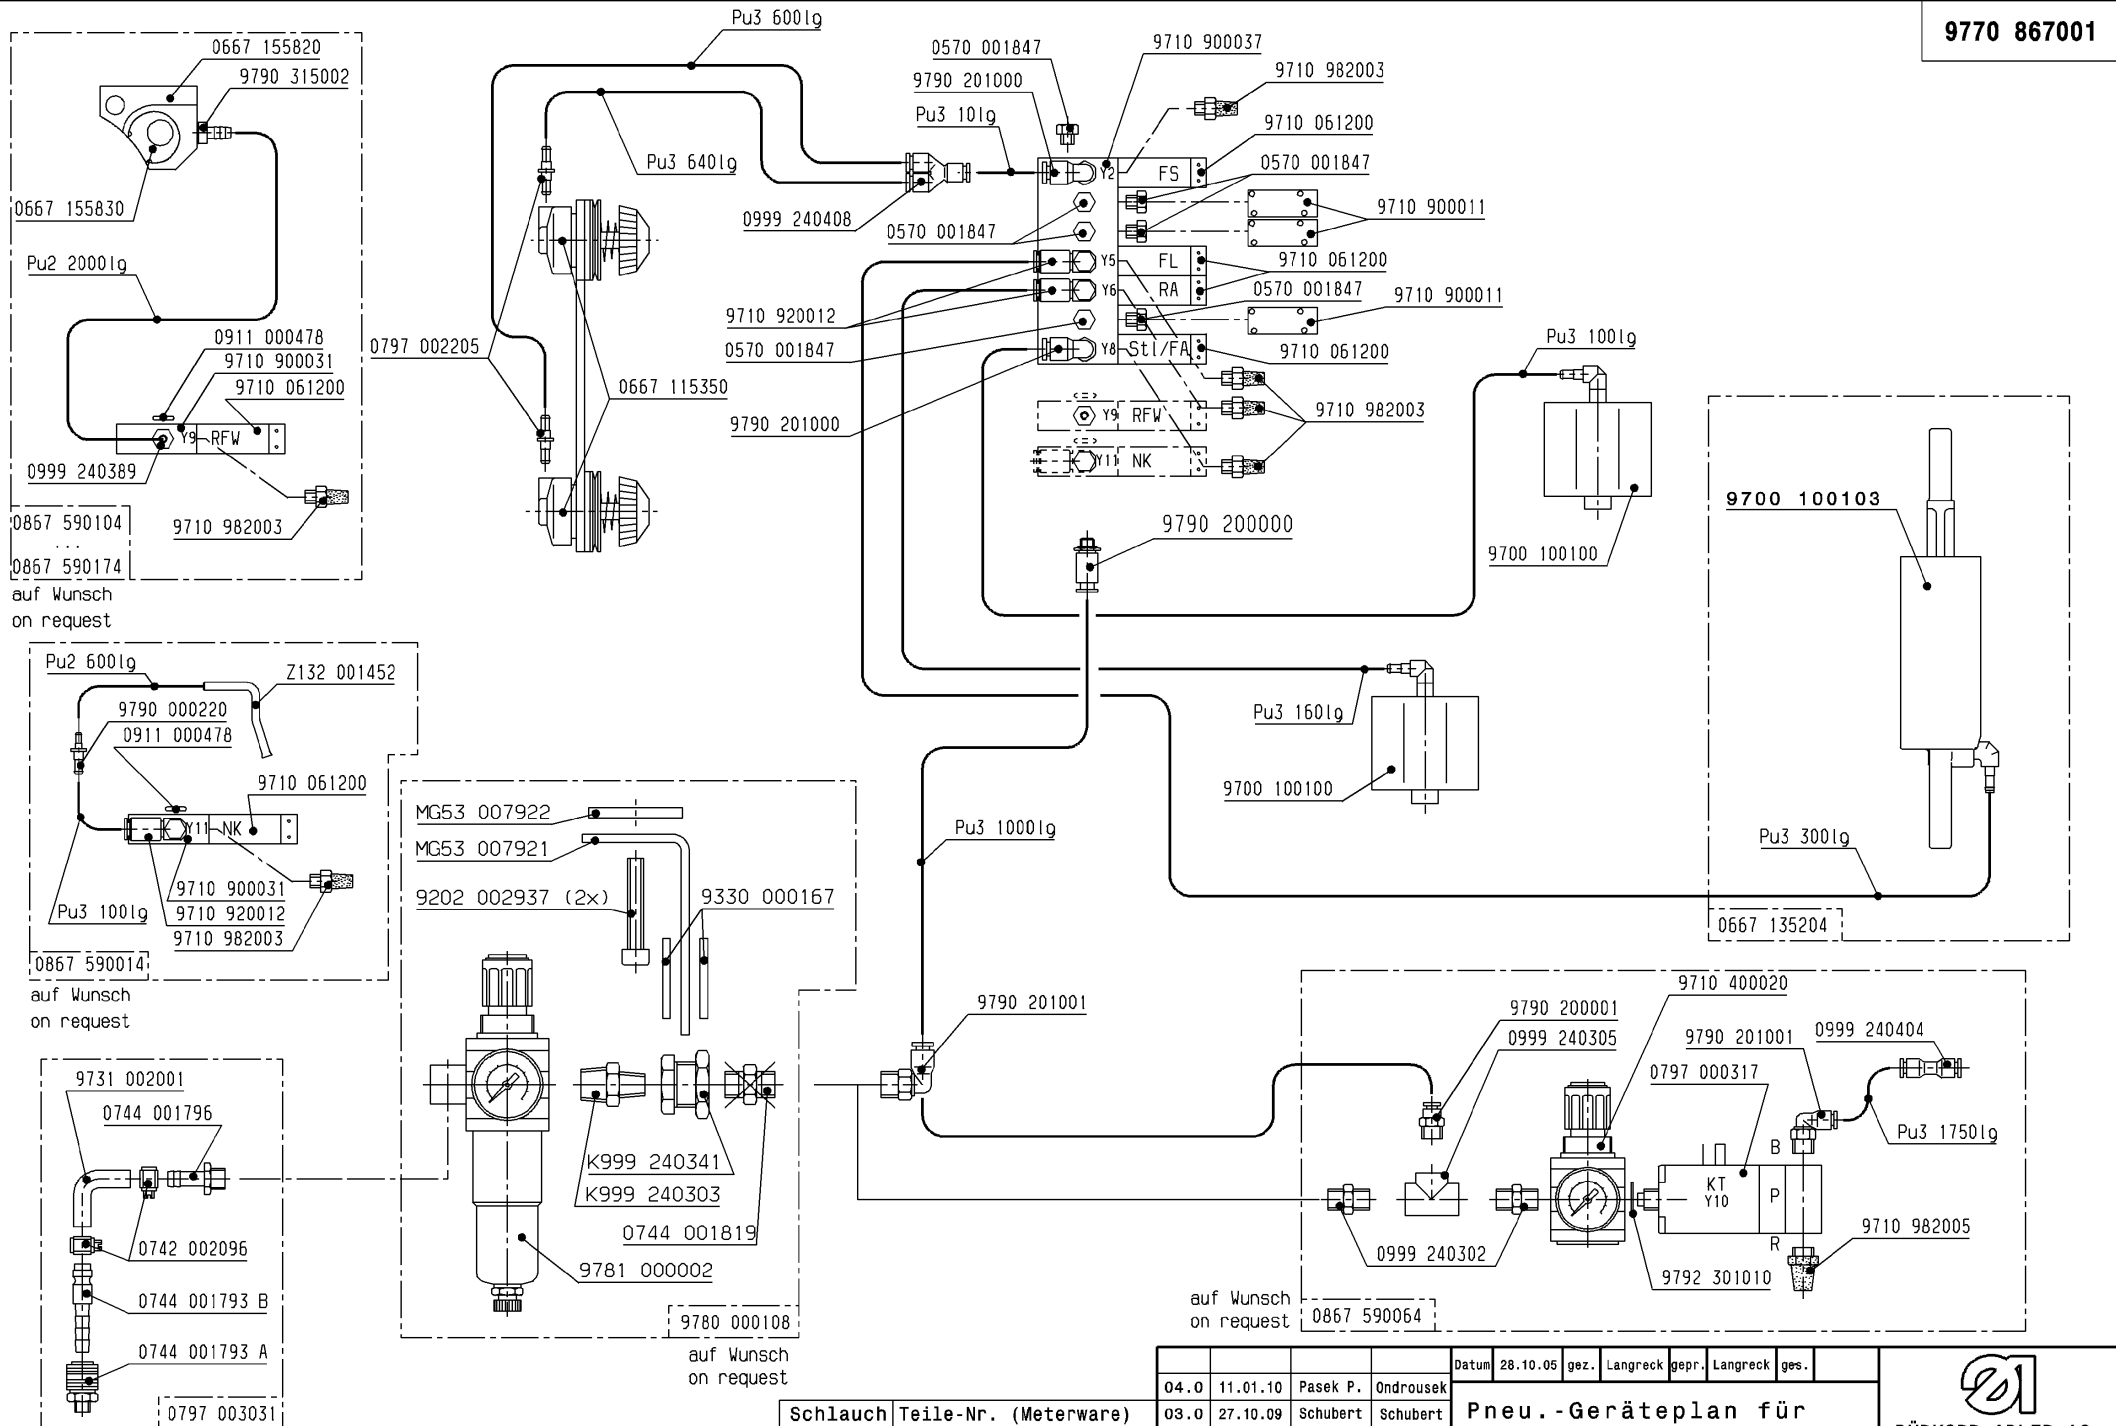 9770 867001
0667 155820
9790 315002
0667 155830
Pu2 2000lg
0911 000478
9710 900031
9710 061200
Y9
RFW
0999 240389
9710 982003
0867 590104
...
0867 590174
auf Wunsch
on request
Pu3 600lg
Pu3 640lg
0797 002205
0667 115350
0999 240408
0570 001847
9790 201000
Pu3 10lg
9710 900037
9710 982003
9710 061200
0570 001847
9710 900011
Y2
FS
0570 001847
Y5
FL
9710 061200
Y6
RA
0570 001847
9710 900011
9710 920012
0570 001847
Y8
Stl/FA
9710 061200
9790 201000
Y9
RFW
9710 982003
Y11
NK
Pu3 100lg
9700 100100
9790 200000
9700 100103
Pu3 160lg
9700 100100
Pu3 300lg
0667 135204
Pu2 600lg
Z132 001452
9790 000220
0911 000478
9710 061200
Y11
NK
9710 900031
9710 920012
9710 982003
Pu3 100lg
0867 590014
auf Wunsch
on request
MG53 007922
MG53 007921
9202 002937 (2x)
9330 000167
K999 240341
K999 240303
0744 001819
9781 000002
9780 000108
auf Wunsch
on request
Pu3 1000lg
9790 201001
9731 002001
0744 001796
0742 002096
0744 001793 B
0744 001793 A
0797 003031
9710 400020
9790 200001
0999 240305
9790 201001
0999 240404
0797 000317
Pu3 1750lg
B
KT
Y10
P
R
9710 982005
0999 240302
9792 301010
auf Wunsch
on request
0867 590064
Datum 28.10.05 gez. Langreck gepr. Langreck ges.
04.0 11.01.10 Pasek P. Ondrousek
03.0 27.10.09 Schubert Schubert
Pneu.-Geräteplan für
Schlauch Teile-Nr. (Meterware)